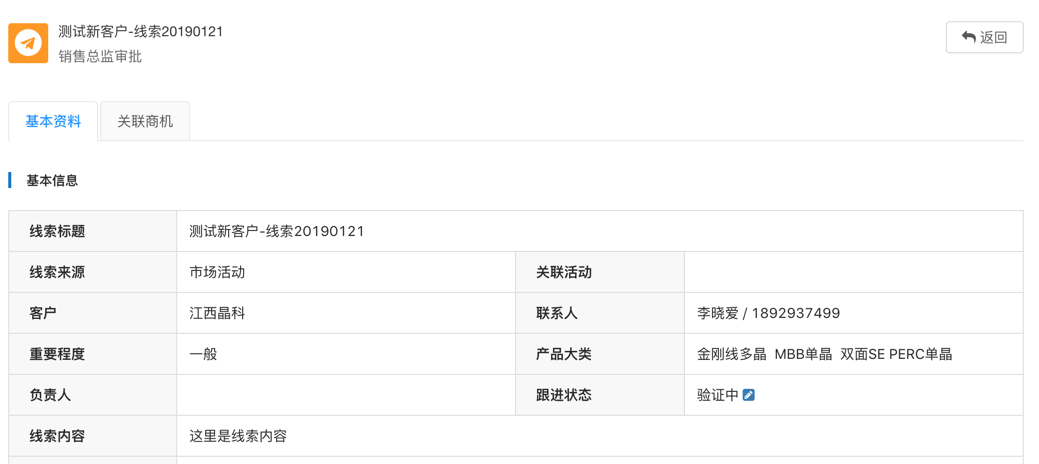 测试新客户-线索20190121
销售总监审批
返回
基本资料 关联商机
基本信息
线索标题 测试新客户-线索20190121
线索来源 市场活动 关联活动
客户 江西晶科 联系人 李晓爱 / 1892937499
重要程度 一般 产品大类 金刚线多晶 MBB单晶 双面SE PERC单晶
负责人 跟进状态 验证中
线索内容 这里是线索内容